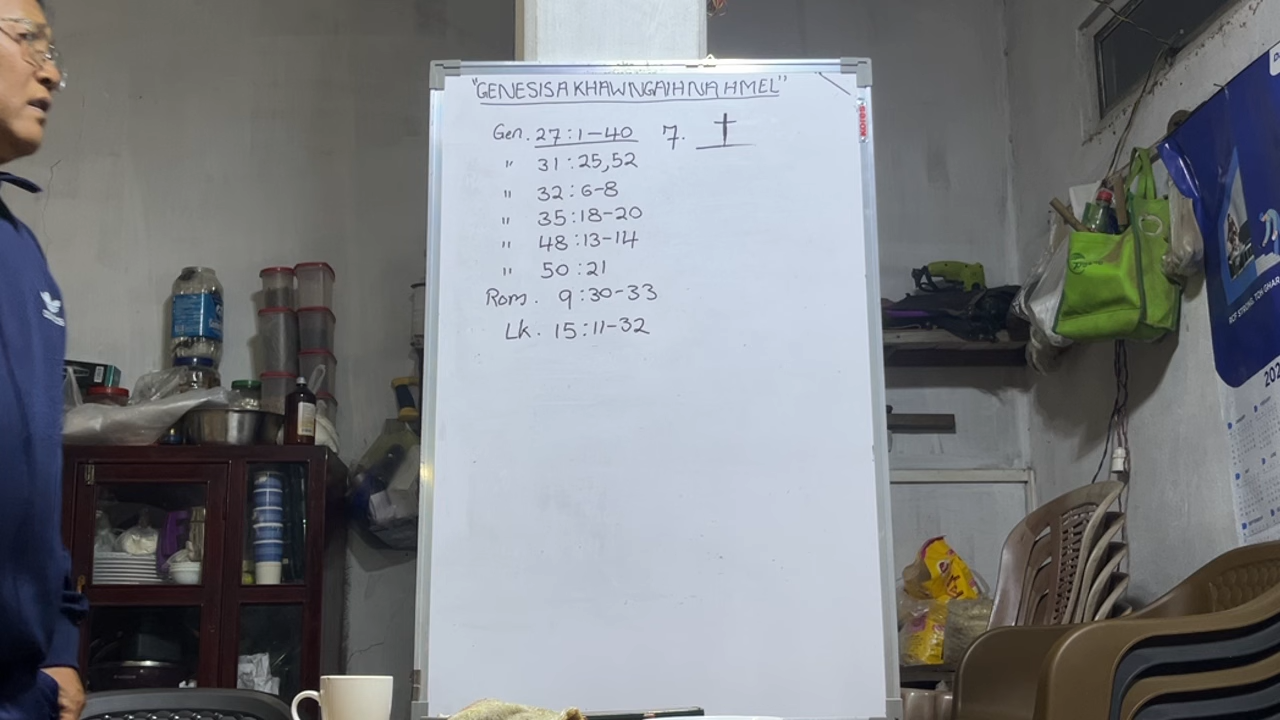 "GENESISA KHAWNGAIHNA HMEL"
Gen. 27:1-40 7. †
" 31:25,52
" 32:6-8
" 35:18-20
" 48:13-14
" 50:21
Rom. 9:30-33
Lk. 15:11-32
kores